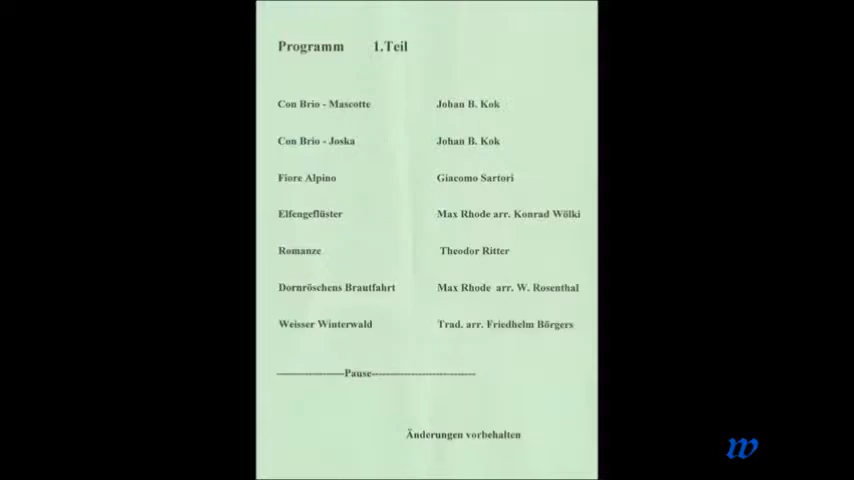 Programm 1.Teil
Con Brio - Mascotte Johan B. Kok
Con Brio - Joska Johan B. Kok
Fiore Alpino Giacomo Sartori
Elfengeflüster Max Rhode arr. Konrad Wölki
Romanze Theodor Ritter
Dornröschens Brautfahrt Max Rhode arr. W. Rosenthal
Weisser Winterwald Trad. arr. Friedhelm Börgers
--------------------Pause------------------------------
Änderungen vorbehalten
w